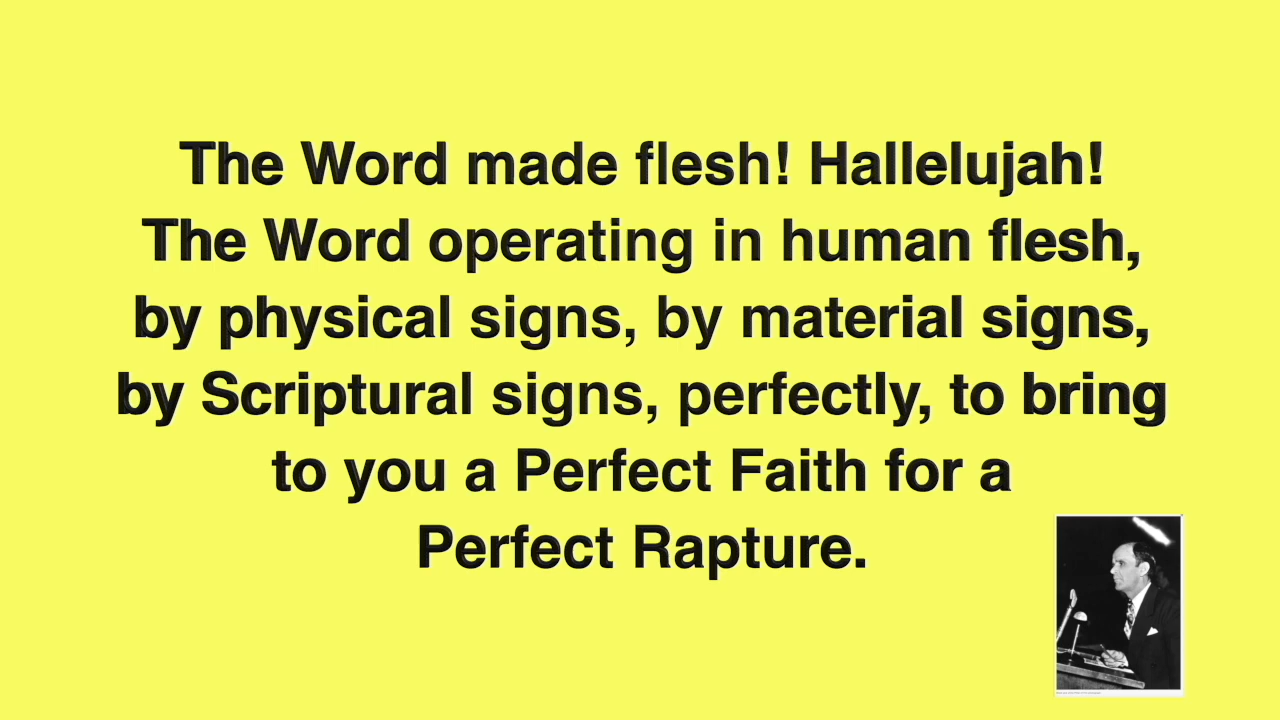 The Word made flesh! Hallelujah!
The Word operating in human flesh,
by physical signs, by material signs,
by Scriptural signs, perfectly, to bring
to you a Perfect Faith for a
Perfect Rapture.